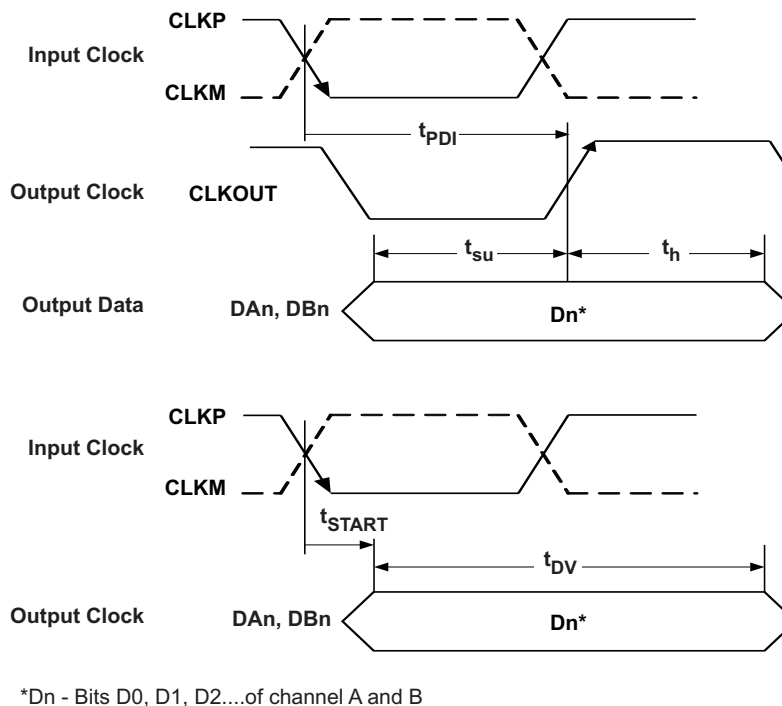 CLKP
Input Clock
CLKM
tPDI
Output Clock CLKOUT
tsu th
Output Data DAn, DBn Dn*
CLKP
Input Clock
CLKM
tSTART
tDV
Output Clock DAn, DBn Dn*
*Dn - Bits D0, D1, D2....of channel A and B